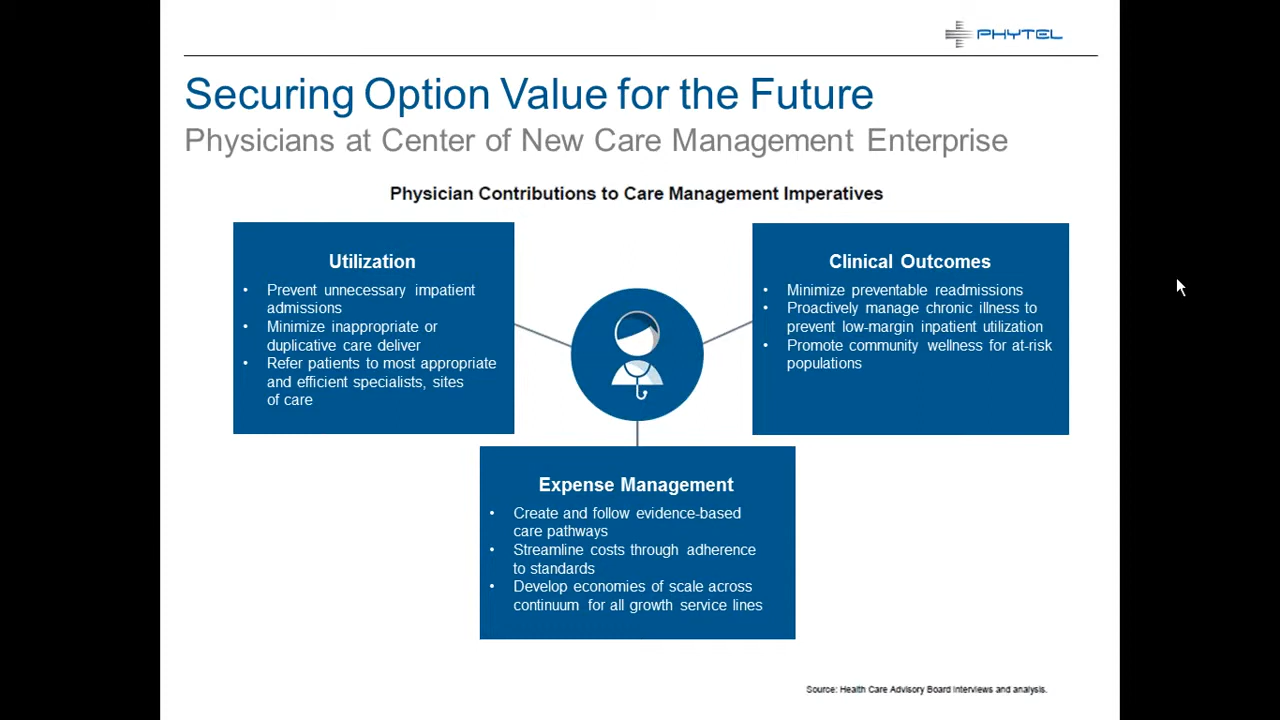 PHYTEL
Securing Option Value for the Future
Physicians at Center of New Care Management Enterprise
Physician Contributions to Care Management Imperatives
Utilization
• Prevent unnecessary impatient
admissions
• Minimize inappropriate or
duplicative care deliver
• Refer patients to most appropriate
and efficient specialists, sites
of care
Clinical Outcomes
• Minimize preventable readmissions
• Proactively manage chronic illness to
prevent low-margin inpatient utilization
• Promote community wellness for at-risk
populations
Expense Management
• Create and follow evidence-based
care pathways
• Streamline costs through adherence
to standards
• Develop economies of scale across
continuum for all growth service lines
Source: Health Care Advisory Board interviews and analysis.